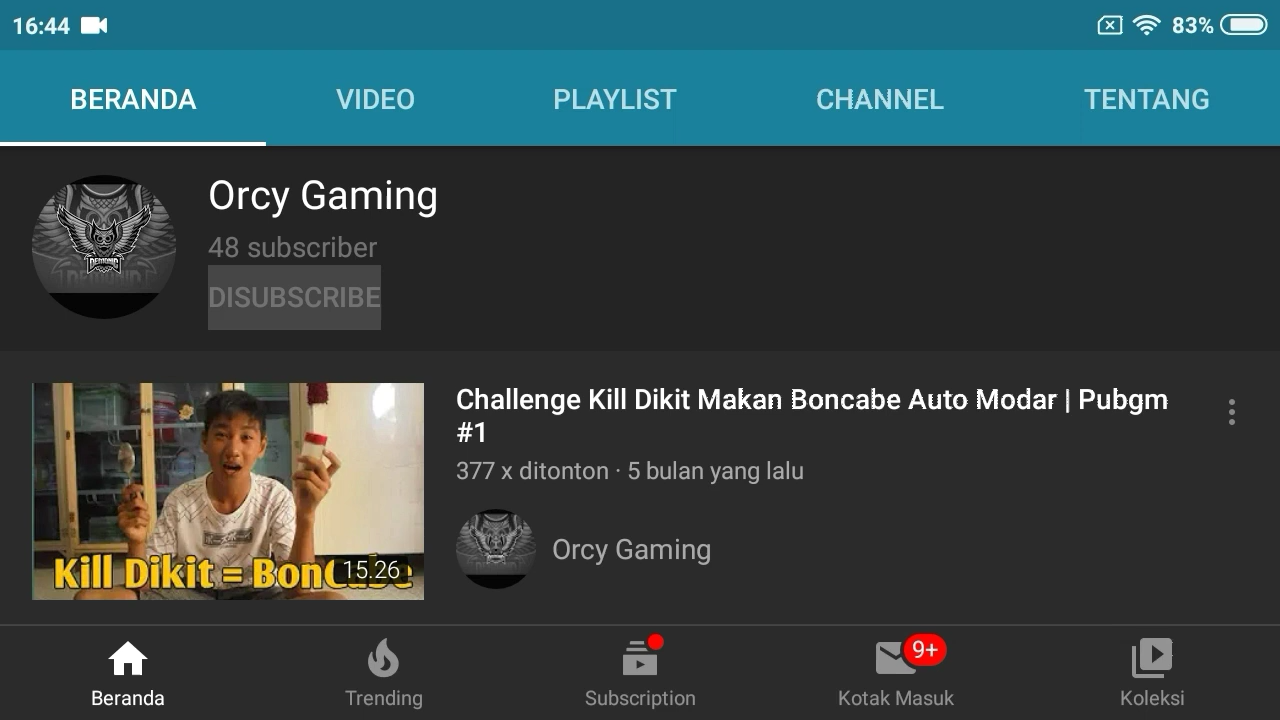 16:44
83%
BERANDA VIDEO PLAYLIST CHANNEL TENTANG
Orcy Gaming
48 subscriber
DISUBSCRIBE
Challenge Kill Dikit Makan Boncabe Auto Modar | Pubgm
#1
377 x ditonton · 5 bulan yang lalu
Orcy Gaming
Kill Dikit = BonCabe
15.26
9+
Beranda Trending Subscription Kotak Masuk Koleksi